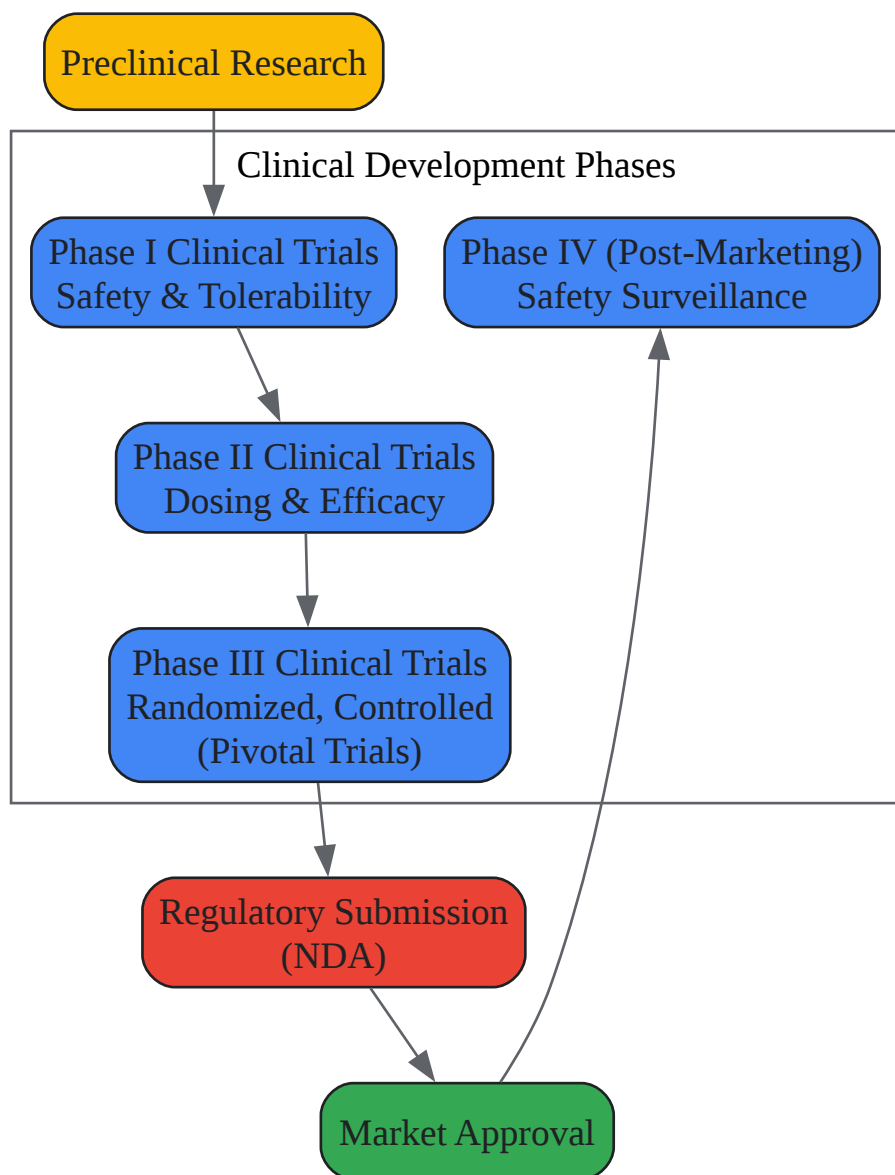 Preclinical Research
Clinical Development Phases
Phase I Clinical Trials
Safety & Tolerability
Phase IV (Post-Marketing)
Safety Surveillance
Phase II Clinical Trials
Dosing & Efficacy
Phase III Clinical Trials
Randomized, Controlled
(Pivotal Trials)
Regulatory Submission
(NDA)
Market Approval